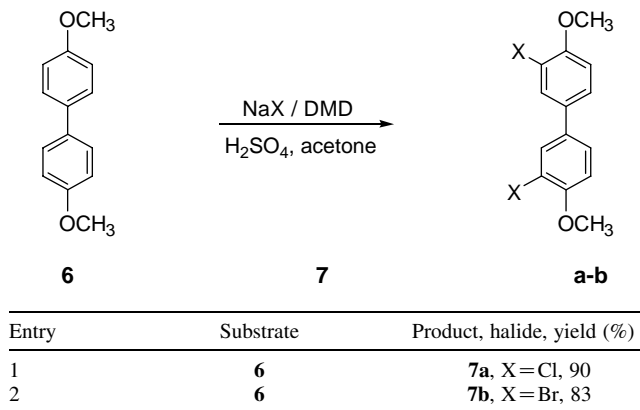 OCH₃
OCH₃
X
OCH₃
NaX / DMD
H₂SO₄, acetone
X
OCH₃
6 7 a-b
Entry Substrate Product, halide, yield (%)
1 6 7a, X=Cl, 90
2 6 7b, X=Br, 83